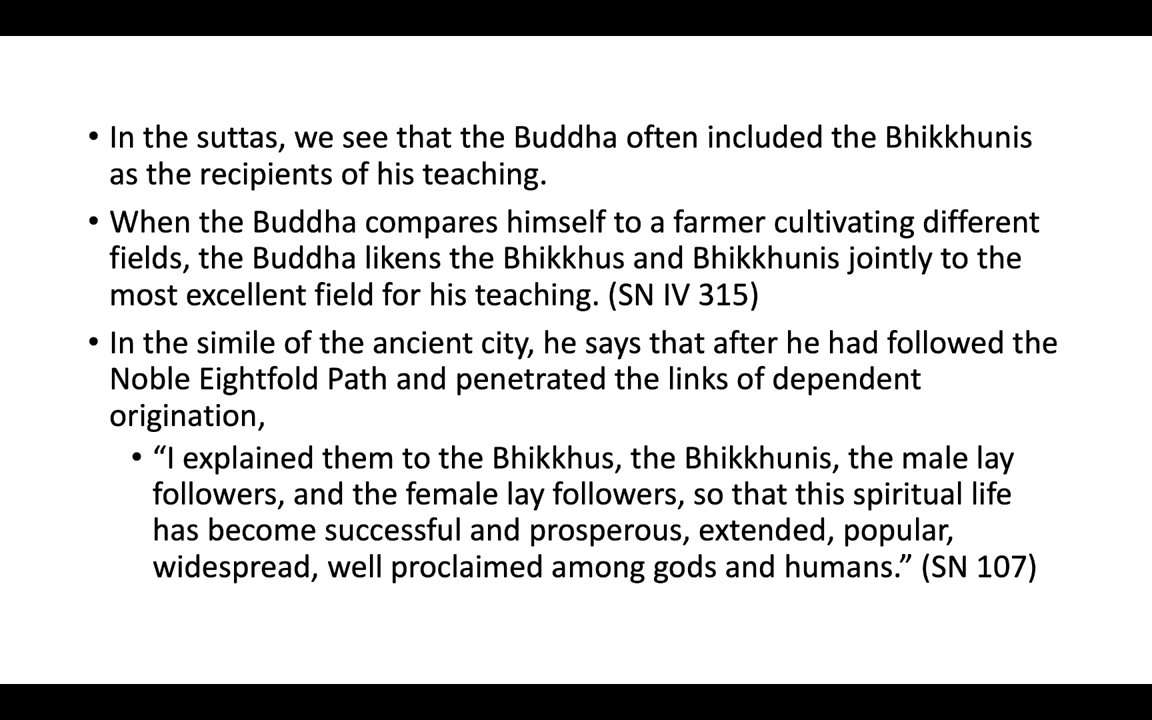 • In the suttas, we see that the Buddha often included the Bhikkhunis
as the recipients of his teaching.
• When the Buddha compares himself to a farmer cultivating different
fields, the Buddha likens the Bhikkhus and Bhikkhunis jointly to the
most excellent field for his teaching. (SN IV 315)
• In the simile of the ancient city, he says that after he had followed the
Noble Eightfold Path and penetrated the links of dependent
origination,
• “I explained them to the Bhikkhus, the Bhikkhunis, the male lay
followers, and the female lay followers, so that this spiritual life
has become successful and prosperous, extended, popular,
widespread, well proclaimed among gods and humans.” (SN 107)